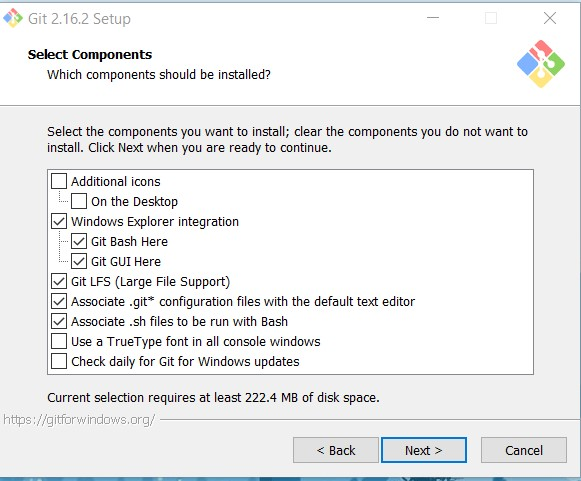 Git 2.16.2 Setup
Select Components
Which components should be installed?
Select the components you want to install; clear the components you do not want to
install. Click Next when you are ready to continue.
Additional icons
On the Desktop
Windows Explorer integration
Git Bash Here
Git GUI Here
Git LFS (Large File Support)
Associate .git* configuration files with the default text editor
Associate .sh files to be run with Bash
Use a TrueType font in all console windows
Check daily for Git for Windows updates
Current selection requires at least 222.4 MB of disk space.
https://gitforwindows.org/
< Back Next > Cancel